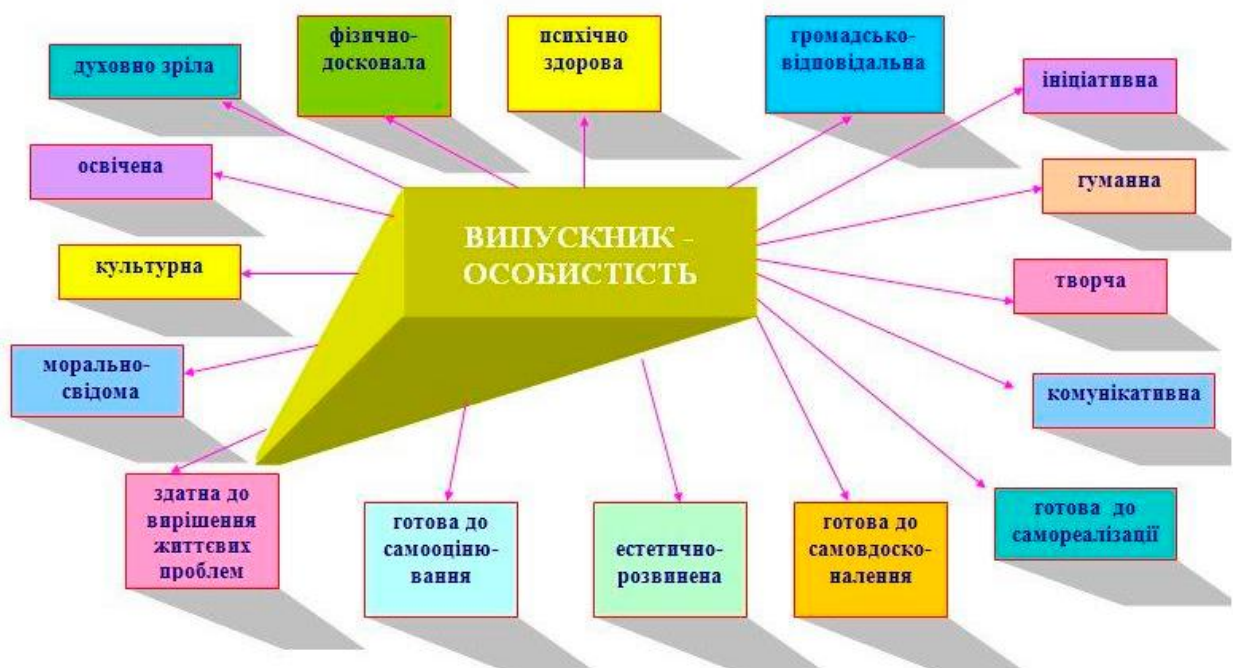 духовно зріла
фізично-
досконала
психічно
здорова
громадсько-
відповідальна
ініціативна
освічена
гуманна
ВИПУСКНИК -
ОСОБИСТІСТЬ
культурна
творча
морально-
свідома
комунікативна
здатна до
вирішення
життєвих
проблем
готова до
самооціню-
вання
естетично-
розвинена
готова до
самовдоско-
налення
готова до
самореалізації